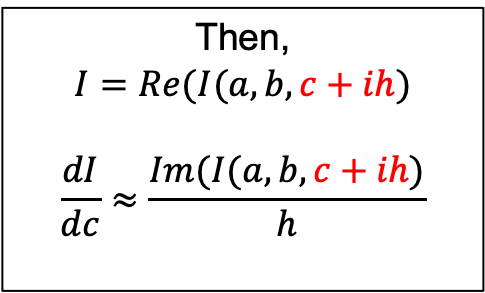 Then,
I = Re(I(a, b, c + ih)
dI/dc ≈ Im(I(a, b, c + ih)/h